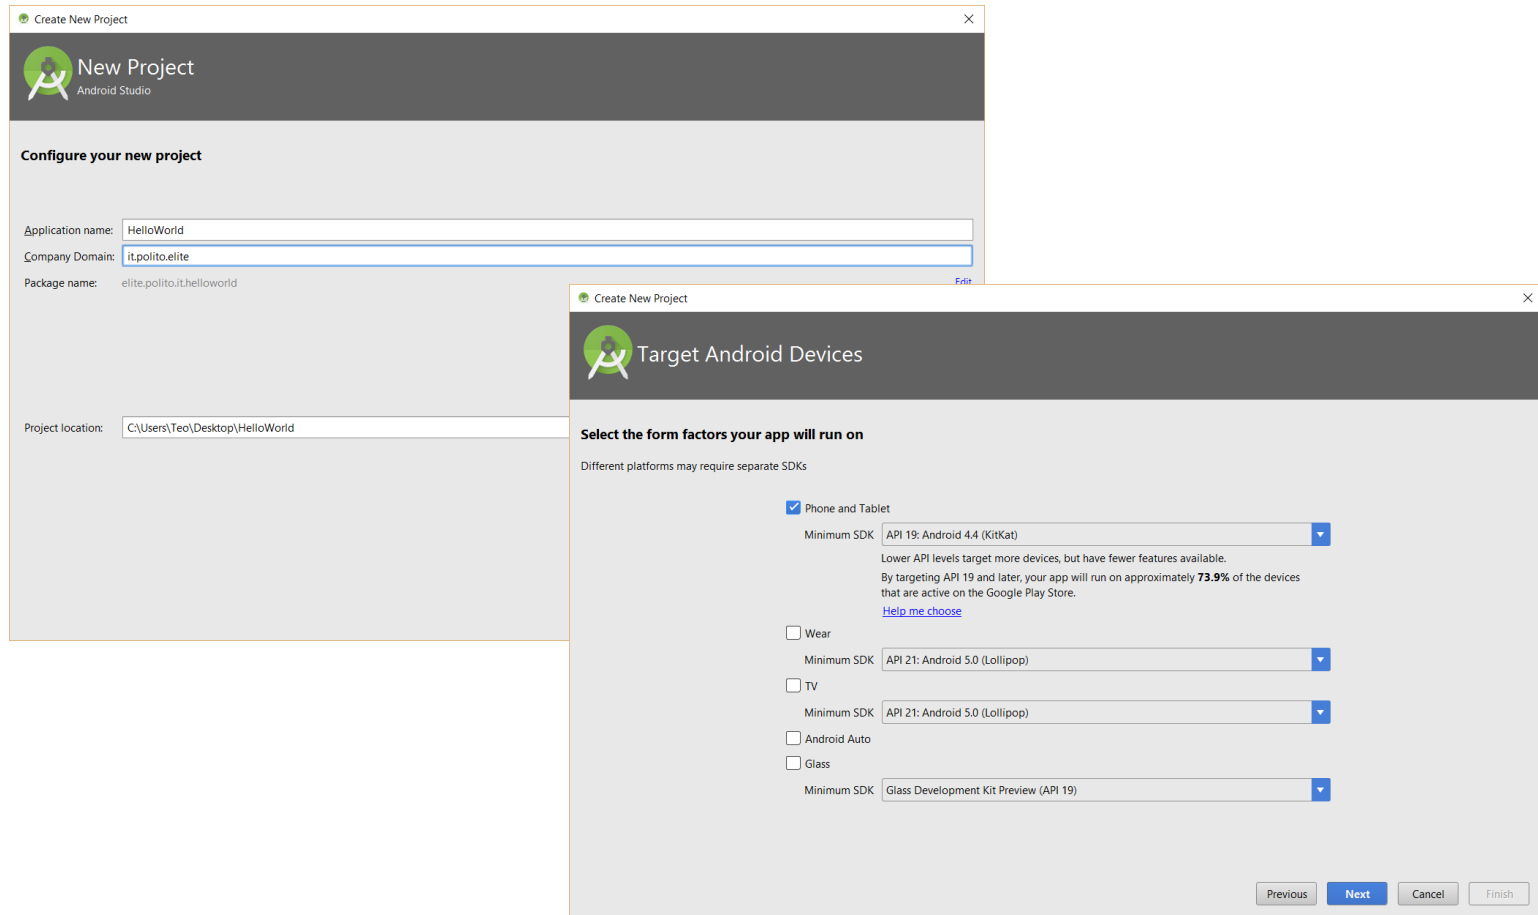 Create New Project
New Project
Android Studio
Configure your new project
Application name: HelloWorld
Company Domain: it.polito.elite
Package name: elite.polito.it.helloworld Edit
Project location: C:\Users\Teo\Desktop\HelloWorld
Create New Project
Target Android Devices
Select the form factors your app will run on
Different platforms may require separate SDKs
Phone and Tablet
Minimum SDK API 19: Android 4.4 (KitKat)
Lower API levels target more devices, but have fewer features available.
By targeting API 19 and later, your app will run on approximately 73.9% of the devices
that are active on the Google Play Store.
Help me choose
Wear
Minimum SDK API 21: Android 5.0 (Lollipop)
TV
Minimum SDK API 21: Android 5.0 (Lollipop)
Android Auto
Glass
Minimum SDK Glass Development Kit Preview (API 19)
Previous Next Cancel Finish